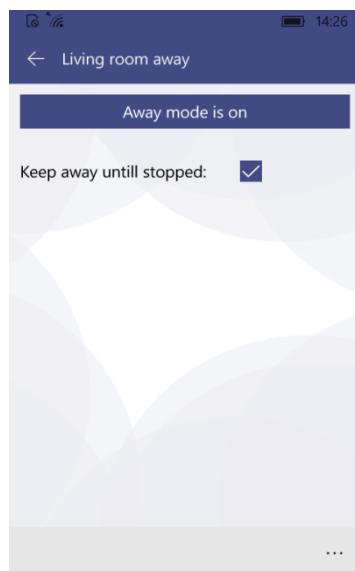 14:26
Living room away
Away mode is on
Keep away untill stopped:
...